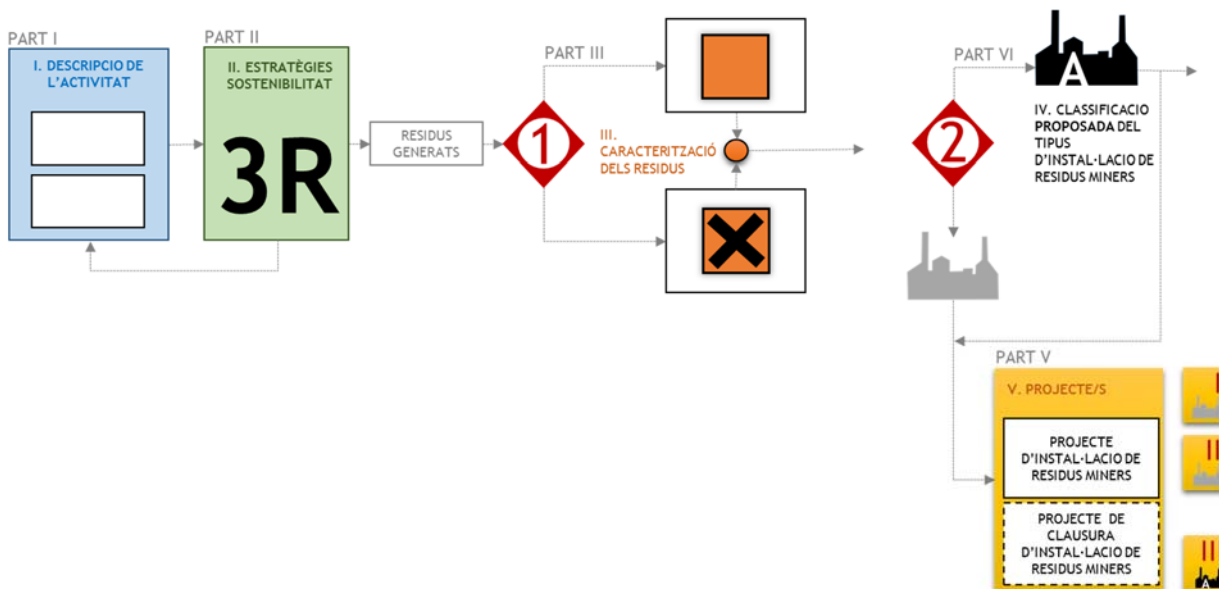 PART I
I. DESCRIPCIO DE
L'ACTIVITAT
PART II
II. ESTRATÈGIES
SOSTENIBILITAT
3R
RESIDUS
GENERATS
1
PART III
III.
CARACTERITZACIÓ
DELS RESIDUS
2
PART VI
A
IV. CLASSIFICACIO
PROPOSADA DEL
TIPUS
D'INSTAL·LACIO DE
RESIDUS MINERS
PART V
V. PROJECTE/S
PROJECTE
D'INSTAL·LACIO DE
RESIDUS MINERS
PROJECTE DE
CLAUSURA
D'INSTAL·LACIO DE
RESIDUS MINERS
I
II
II
A